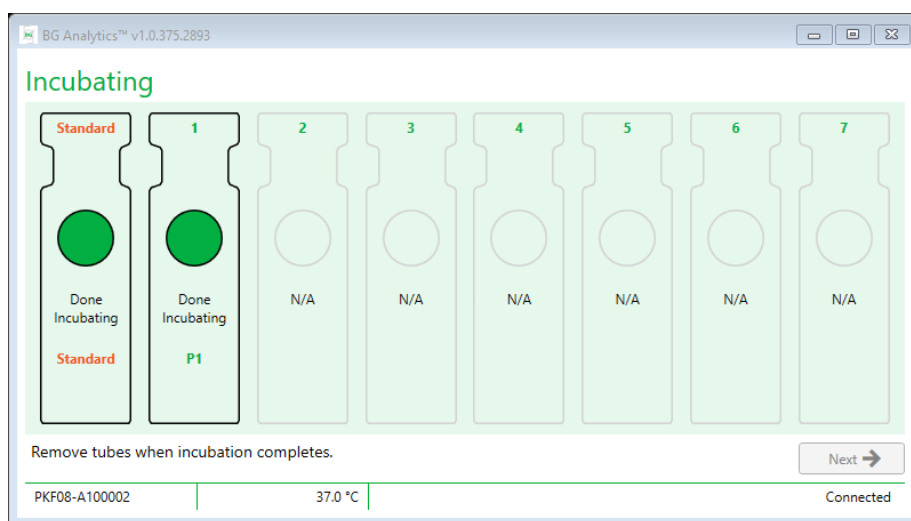 BG Analytics™ v1.0.375.2893
Incubating
Standard 1 2 3 4 5 6 7
Done Done N/A N/A N/A N/A N/A N/A
Incubating Incubating
Standard P1
Remove tubes when incubation completes.
Next
PKF08-A100002 37.0 °C Connected